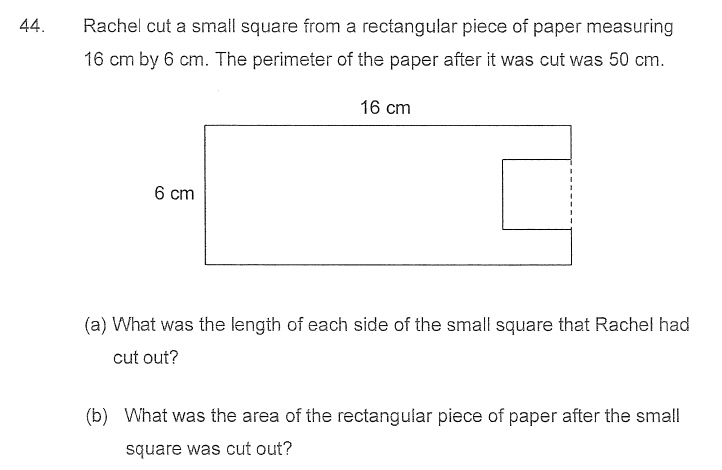 44. Rachel cut a small square from a rectangular piece of paper measuring
16 cm by 6 cm. The perimeter of the paper after it was cut was 50 cm.
16 cm
6 cm
(a) What was the length of each side of the small square that Rachel had
cut out?
(b) What was the area of the rectangular piece of paper after the small
square was cut out?